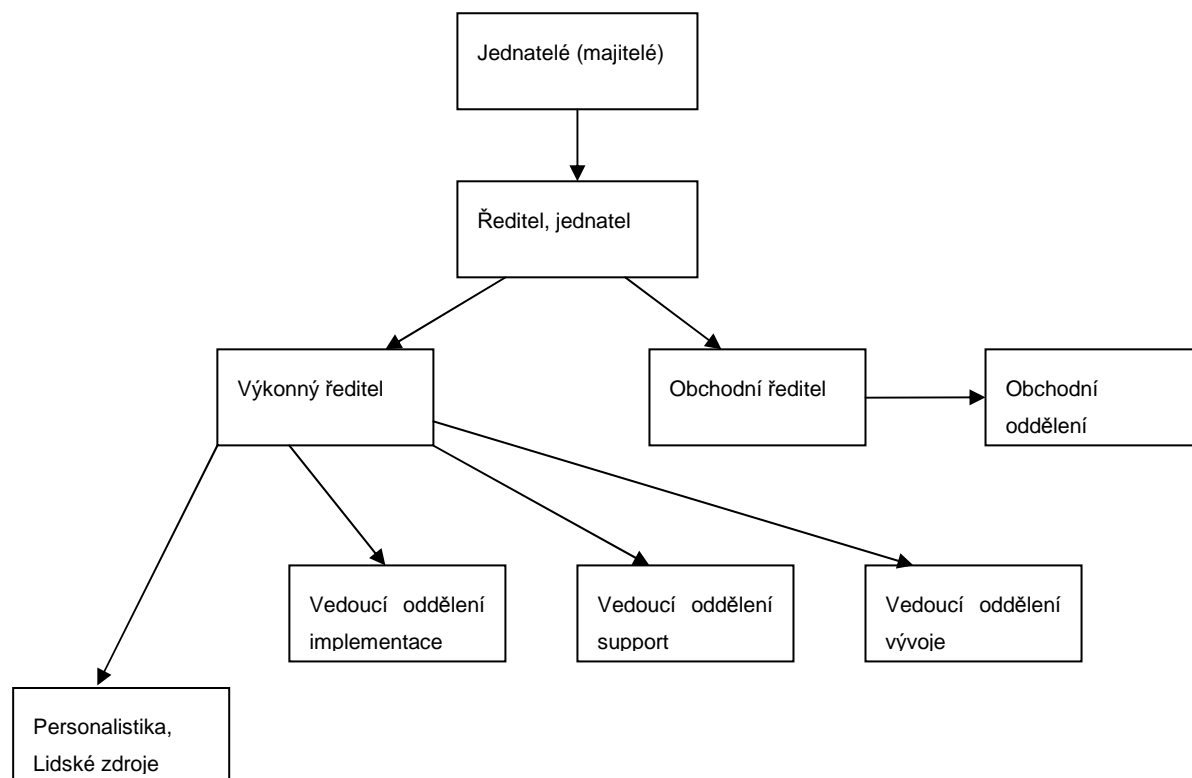 Jednatelé (majitelé)
Ředitel, jednatel
Výkonný ředitel
Obchodní ředitel
Obchodní
oddělení
Vedoucí oddělení
implementace
Vedoucí oddělení
support
Vedoucí oddělení
vývoje
Personalistika,
Lidské zdroje